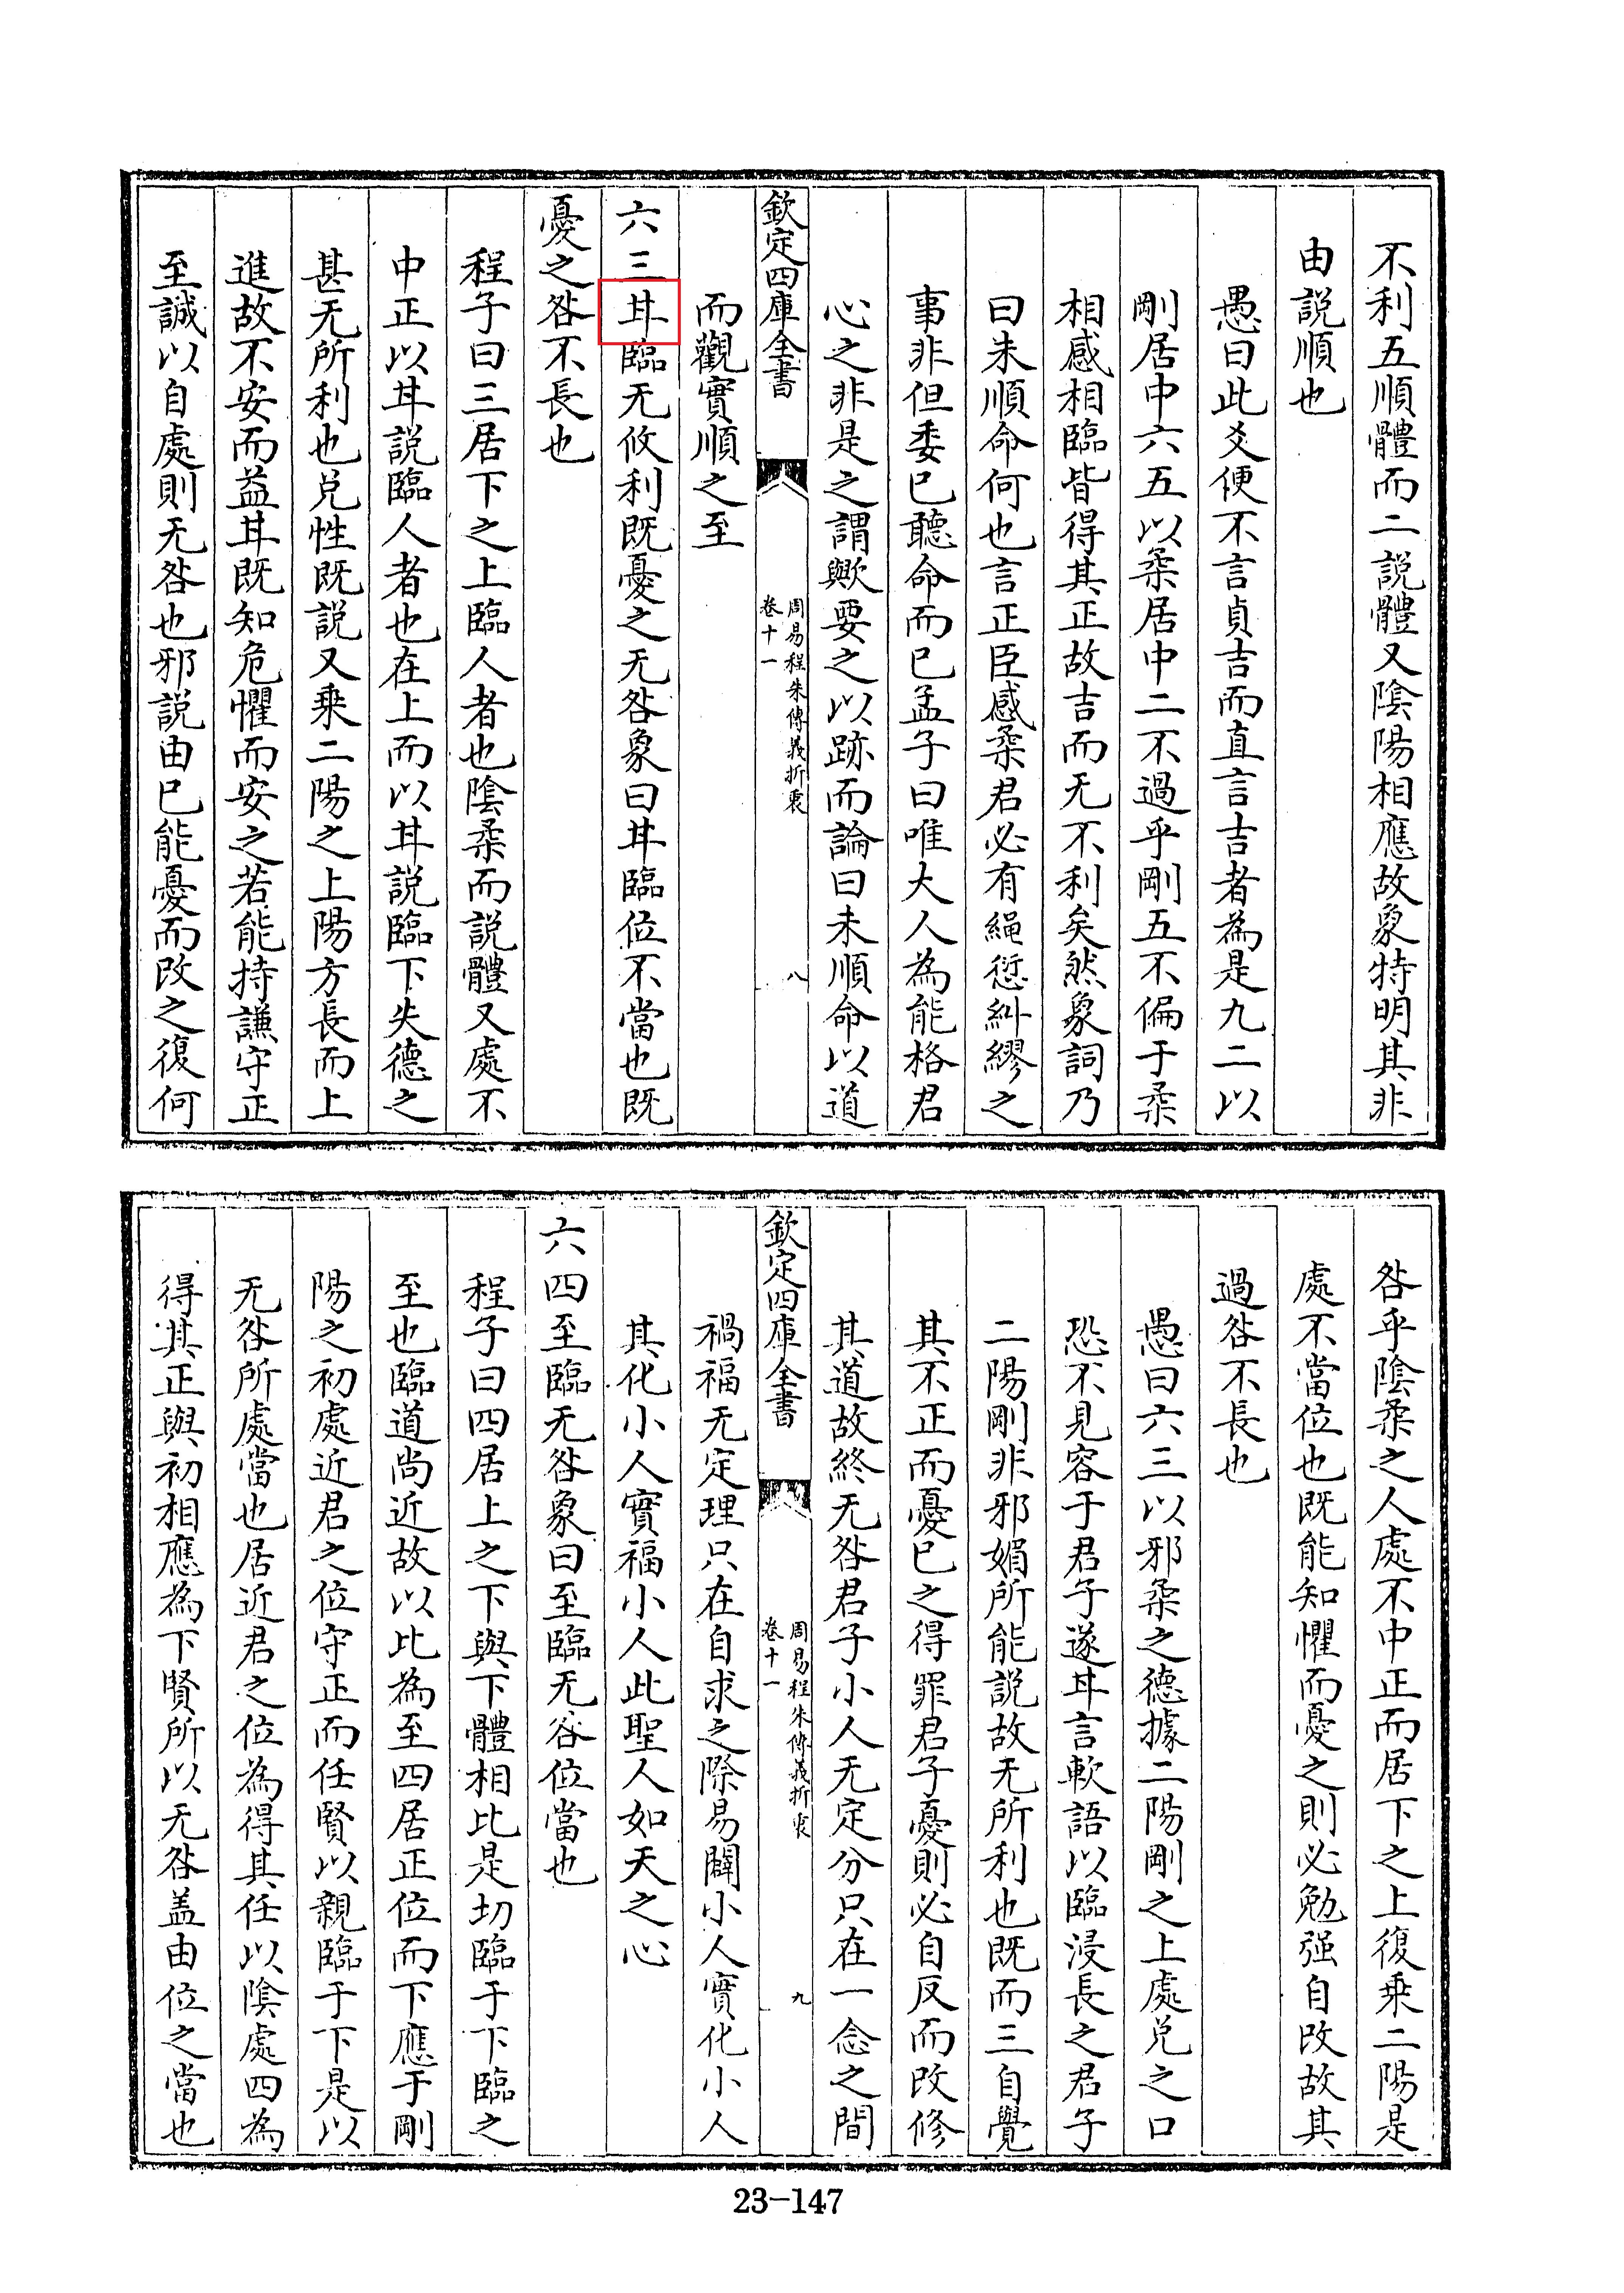 不利五順體而二説體又陰陽相應故象特明其非
由説順也
愚曰此爻便不言貞吉而直言吉者為是九二以
剛居中六五以柔居中二不過乎剛五不偏于柔
相感相臨皆得其正故吉而无不利矣然象詞乃
曰未順命何也言正臣感柔君必有繩愆糾繆之
事非但委已聽命而已孟子曰唯大人為能格君
心之非是之謂歟要之以跡而論曰未順命以道
欽定四庫全書
周易程朱傳義折衷
卷十一
八
而觀實順之至
六三甘臨无攸利既憂之无咎象曰甘臨位不當也既
憂之咎不長也
程子曰三居下之上臨人者也陰柔而説體又處不
中正以甘説臨人者也在上而以甘説臨下失德之
甚无所利也兑性既説又乗二陽之上陽方長而上
進故不安而益甘既知危懼而安之若能持謙守正
至誠以自處則无咎也邪説由已能憂而改之復何
咎乎陰柔之人處不中正而居下之上復乗二陽是
處不當位也既能知懼而憂之則必勉强自改故其
過咎不長也
愚曰六三以邪柔之德據二陽剛之上處兑之口
恐不見容于君子遂甘言軟語以臨浸長之君子
二陽剛非邪媚所能説故无所利也既而三自覺
其不正而憂已之得罪君子憂則必自反而改修
其道故終无咎君子小人无定分只在一念之間
欽定四庫全書
周易程朱傳義折衷
卷十一
九
禍福无定理只在自求之際易闢小人實化小人
其化小人實福小人此聖人如天之心
六四至臨无咎象曰至臨无咎位當也
程子曰四居上之下與下體相比是切臨于下臨之
至也臨道尚近故以比為至四居正位而下應于剛
陽之初處近君之位守正而任賢以親臨于下是以
无咎所處當也居近君之位為得其任以陰處四為
得其正與初相應為下賢所以无咎盖由位之當也
23-147